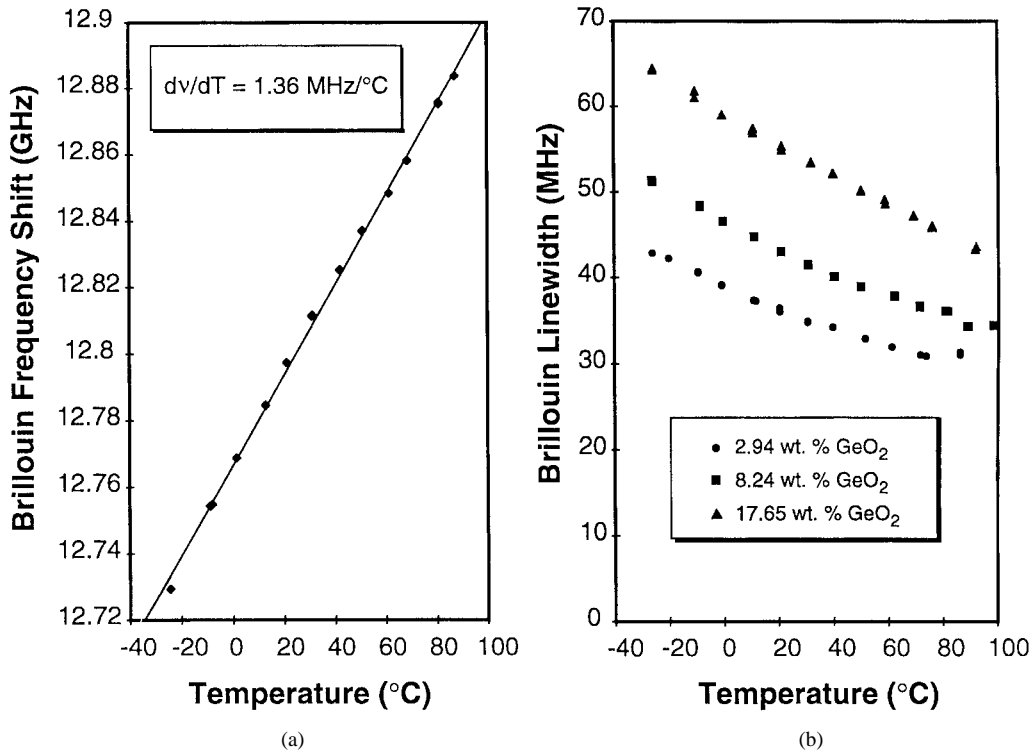 12.9
12.88
12.86
12.84
12.82
12.8
12.78
12.76
12.74
12.72
Brillouin Frequency Shift (GHz)
dν/dT = 1.36 MHz/°C
-40 -20 0 20 40 60 80 100
Temperature (°C)
(a)
70
60
50
40
30
20
10
0
Brillouin Linewidth (MHz)
2.94 wt. % GeO₂
8.24 wt. % GeO₂
17.65 wt. % GeO₂
-40 -20 0 20 40 60 80 100
Temperature (°C)
(b)